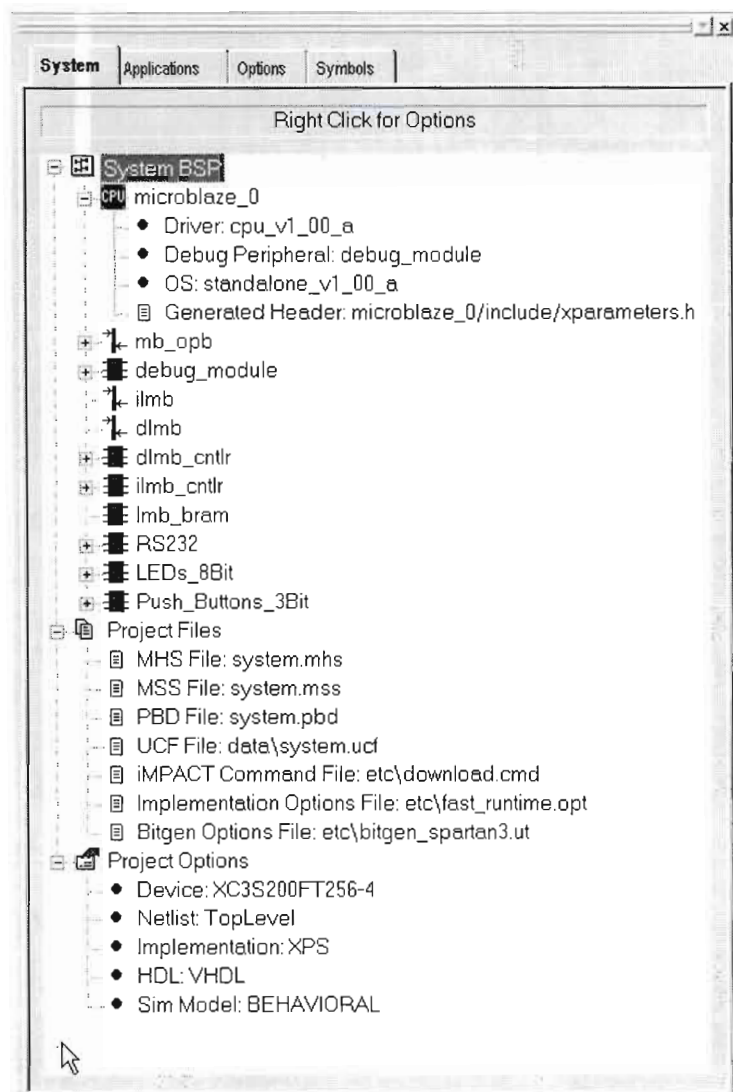 System Applications Options Symbols
Right Click for Options
System BSP
CPU microblaze_0
Driver: cpu_v1_00_a
Debug Peripheral: debug_module
OS: standalone_v1_00_a
Generated Header: microblaze_0/include/xparameters.h
mb_opb
debug_module
ilmb
dlmb
dlmb_cntlr
ilmb_cntlr
lmb_bram
RS232
LEDs_8Bit
Push_Buttons_3Bit
Project Files
MHS File: system.mhs
MSS File: system.mss
PBD File: system.pbd
UCF File: data\system.ucf
iMPACT Command File: etc\download.cmd
Implementation Options File: etc\fast_runtime.opt
Bitgen Options File: etc\bitgen_spartan3.ut
Project Options
Device: XC3S200FT256-4
Netlist: TopLevel
Implementation: XPS
HDL: VHDL
Sim Model: BEHAVIORAL